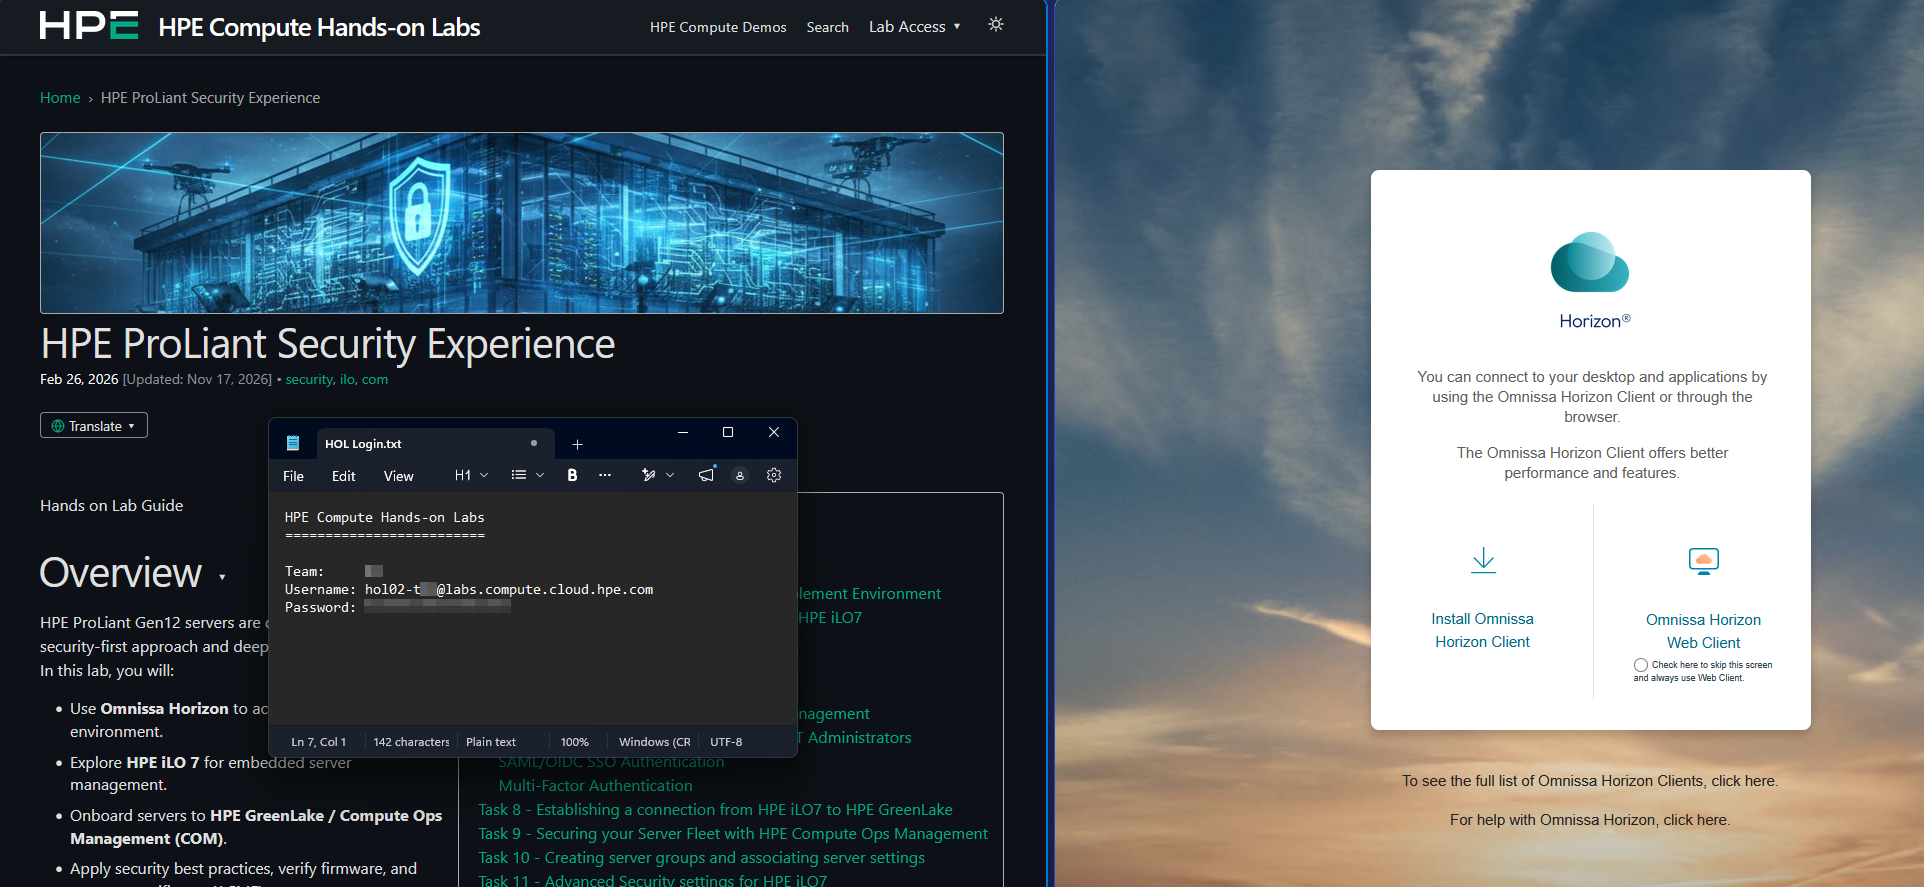 HPE HPE Compute Hands-on Labs
HPE Compute Demos Search Lab Access
Home › HPE ProLiant Security Experience
HPE ProLiant Security Experience
Feb 26, 2026 [Updated: Nov 17, 2026] • security, ilo, com
Translate
Hands on Lab Guide
Overview
HPE ProLiant Gen12 servers are
security-first approach and deep
In this lab, you will:
• Use Omnissa Horizon to
environment.
• Explore HPE iLO 7 for embedded server
management.
• Onboard servers to HPE GreenLake / Compute Ops
Management (COM).
• Apply security best practices, verify firmware, and
HOL Login.txt
File Edit View H1 B
HPE Compute Hands-on Labs
=========================
Team:
Username: hol02-t @labs.compute.cloud.hpe.com
Password:
Ln 7, Col 1 142 characters Plain text 100% Windows (CR UTF-8
lement Environment
HPE iLO7
nagement
T Administrators
SAML/OIDC SSO Authentication
Multi-Factor Authentication
Task 8 - Establishing a connection from HPE iLO7 to HPE GreenLake
Task 9 - Securing your Server Fleet with HPE Compute Ops Management
Task 10 - Creating server groups and associating server settings
Task 11 - Advanced Security settings for HPE iLO7
Horizon®
You can connect to your desktop and applications by
using the Omnissa Horizon Client or through the
browser.
The Omnissa Horizon Client offers better
performance and features.
Install Omnissa
Horizon Client
Omnissa Horizon
Web Client
Check here to skip this screen
and always use Web Client.
To see the full list of Omnissa Horizon Clients, click here.
For help with Omnissa Horizon, click here.